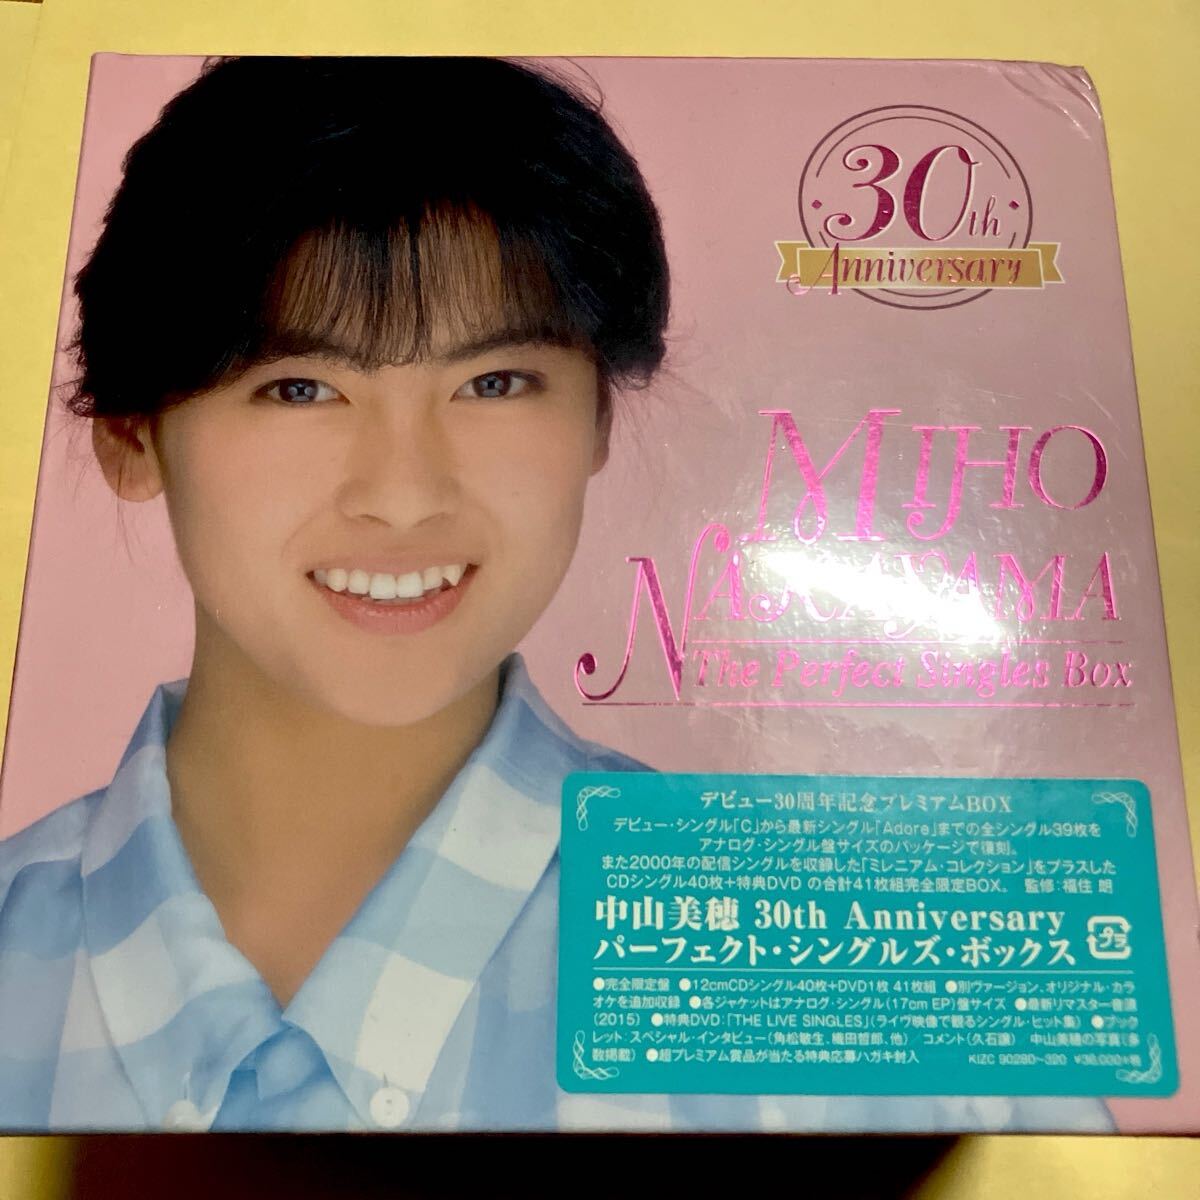 30th
Anniversary
MIHO
NAKAYAMA
The Perfect Singles Box
デビュー30周年記念プレミアムBOX
デビュー・シングル「C」から最新シングル「Adore」までの全シングル39枚を
アナログ・シングル盤サイズのパッケージで復刻。
また2000年の配信シングルを収録した「ミレニアム・コレクション」をプラスした
CDシングル40枚+特典DVD の合計41枚組完全限定BOX。 監修:福住 朗
中山美穂 30th Anniversary
パーフェクト・シングルズ・ボックス
プラ
●完全限定盤 ●12cmCDシングル40枚+DVD1枚 41枚組 ●別ヴァージョン、オリジナル・カラ
オケを追加収録 ●各ジャケットはアナログ・シングル(17cm EP)盤サイズ ●最新リマスター音源
(2015) ●特典DVD:「THE LIVE SINGLES」(ライヴ映像で観るシングル・ヒット集) ●ブック
レット:スペシャル・インタビュー(角松敏生、織田哲郎、他)/コメント(久石譲) 中山美穂の写真(多
数掲載) ●超プレミアム賞品が当たる特典応募ハガキ封入 KIZC 90280~320 ¥38,000+税